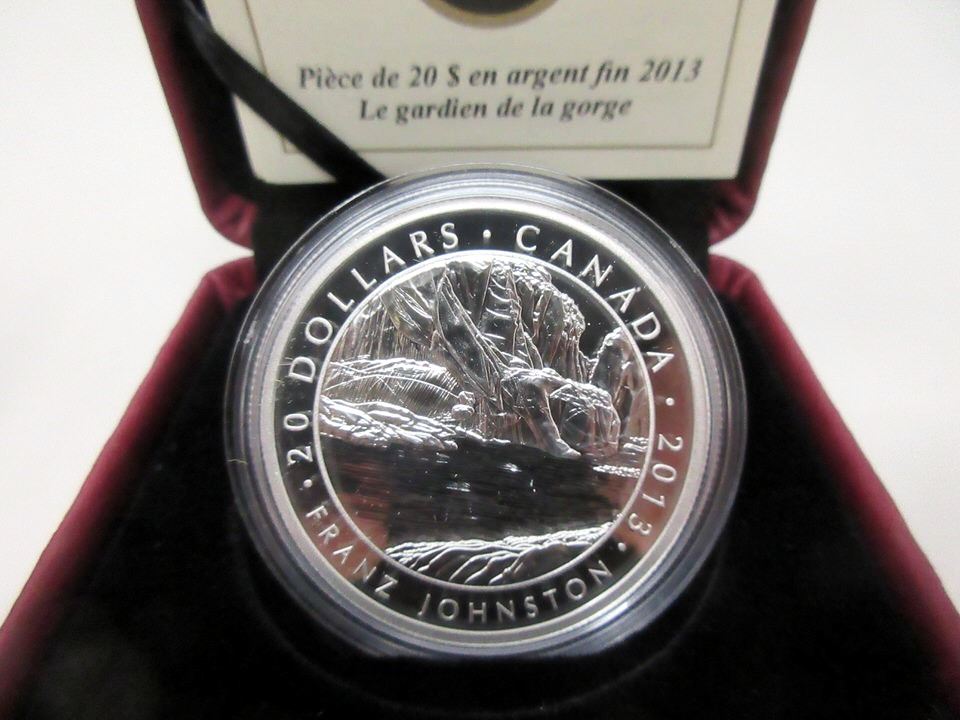 Pièce de 20 $ en argent fin 2013
Le gardien de la gorge
20 DOLLARS · CANADA · 2013 ·
FRANZ JOHNSTON ·